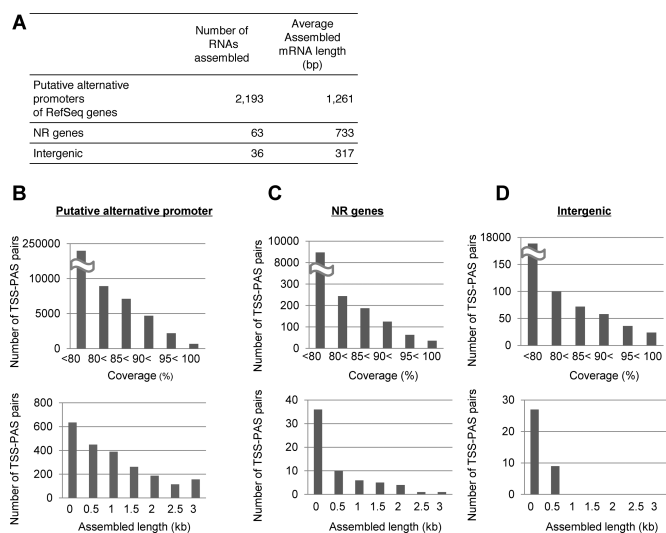 A
Number of
RNAs
assembled
Average
Assembled
mRNA length
(bp)
Putative alternative
promoters
of RefSeq genes
2,193
1,261
NR genes
63
733
Intergenic
36
317
B
Putative alternative promoter
Number of TSS-PAS pairs
250000
10000
5000
0
<80 80< 85< 90< 95< 100
Coverage (%)
Number of TSS-PAS pairs
800
600
400
200
0
0 0.5 1 1.5 2 2.5 3
Assembled length (kb)
C
NR genes
Number of TSS-PAS pairs
10000
8000
300
200
100
0
<80 80< 85< 90< 95< 100
Coverage (%)
Number of TSS-PAS pairs
40
30
20
10
0
0 0.5 1 1.5 2 2.5 3
Assembled length (kb)
D
Intergenic
Number of TSS-PAS pairs
18000
150
100
50
0
<80 80< 85< 90< 95< 100
Coverage (%)
Number of TSS-PAS pairs
30
20
10
0
0 0.5 1 1.5 2 2.5 3
Assembled length (kb)